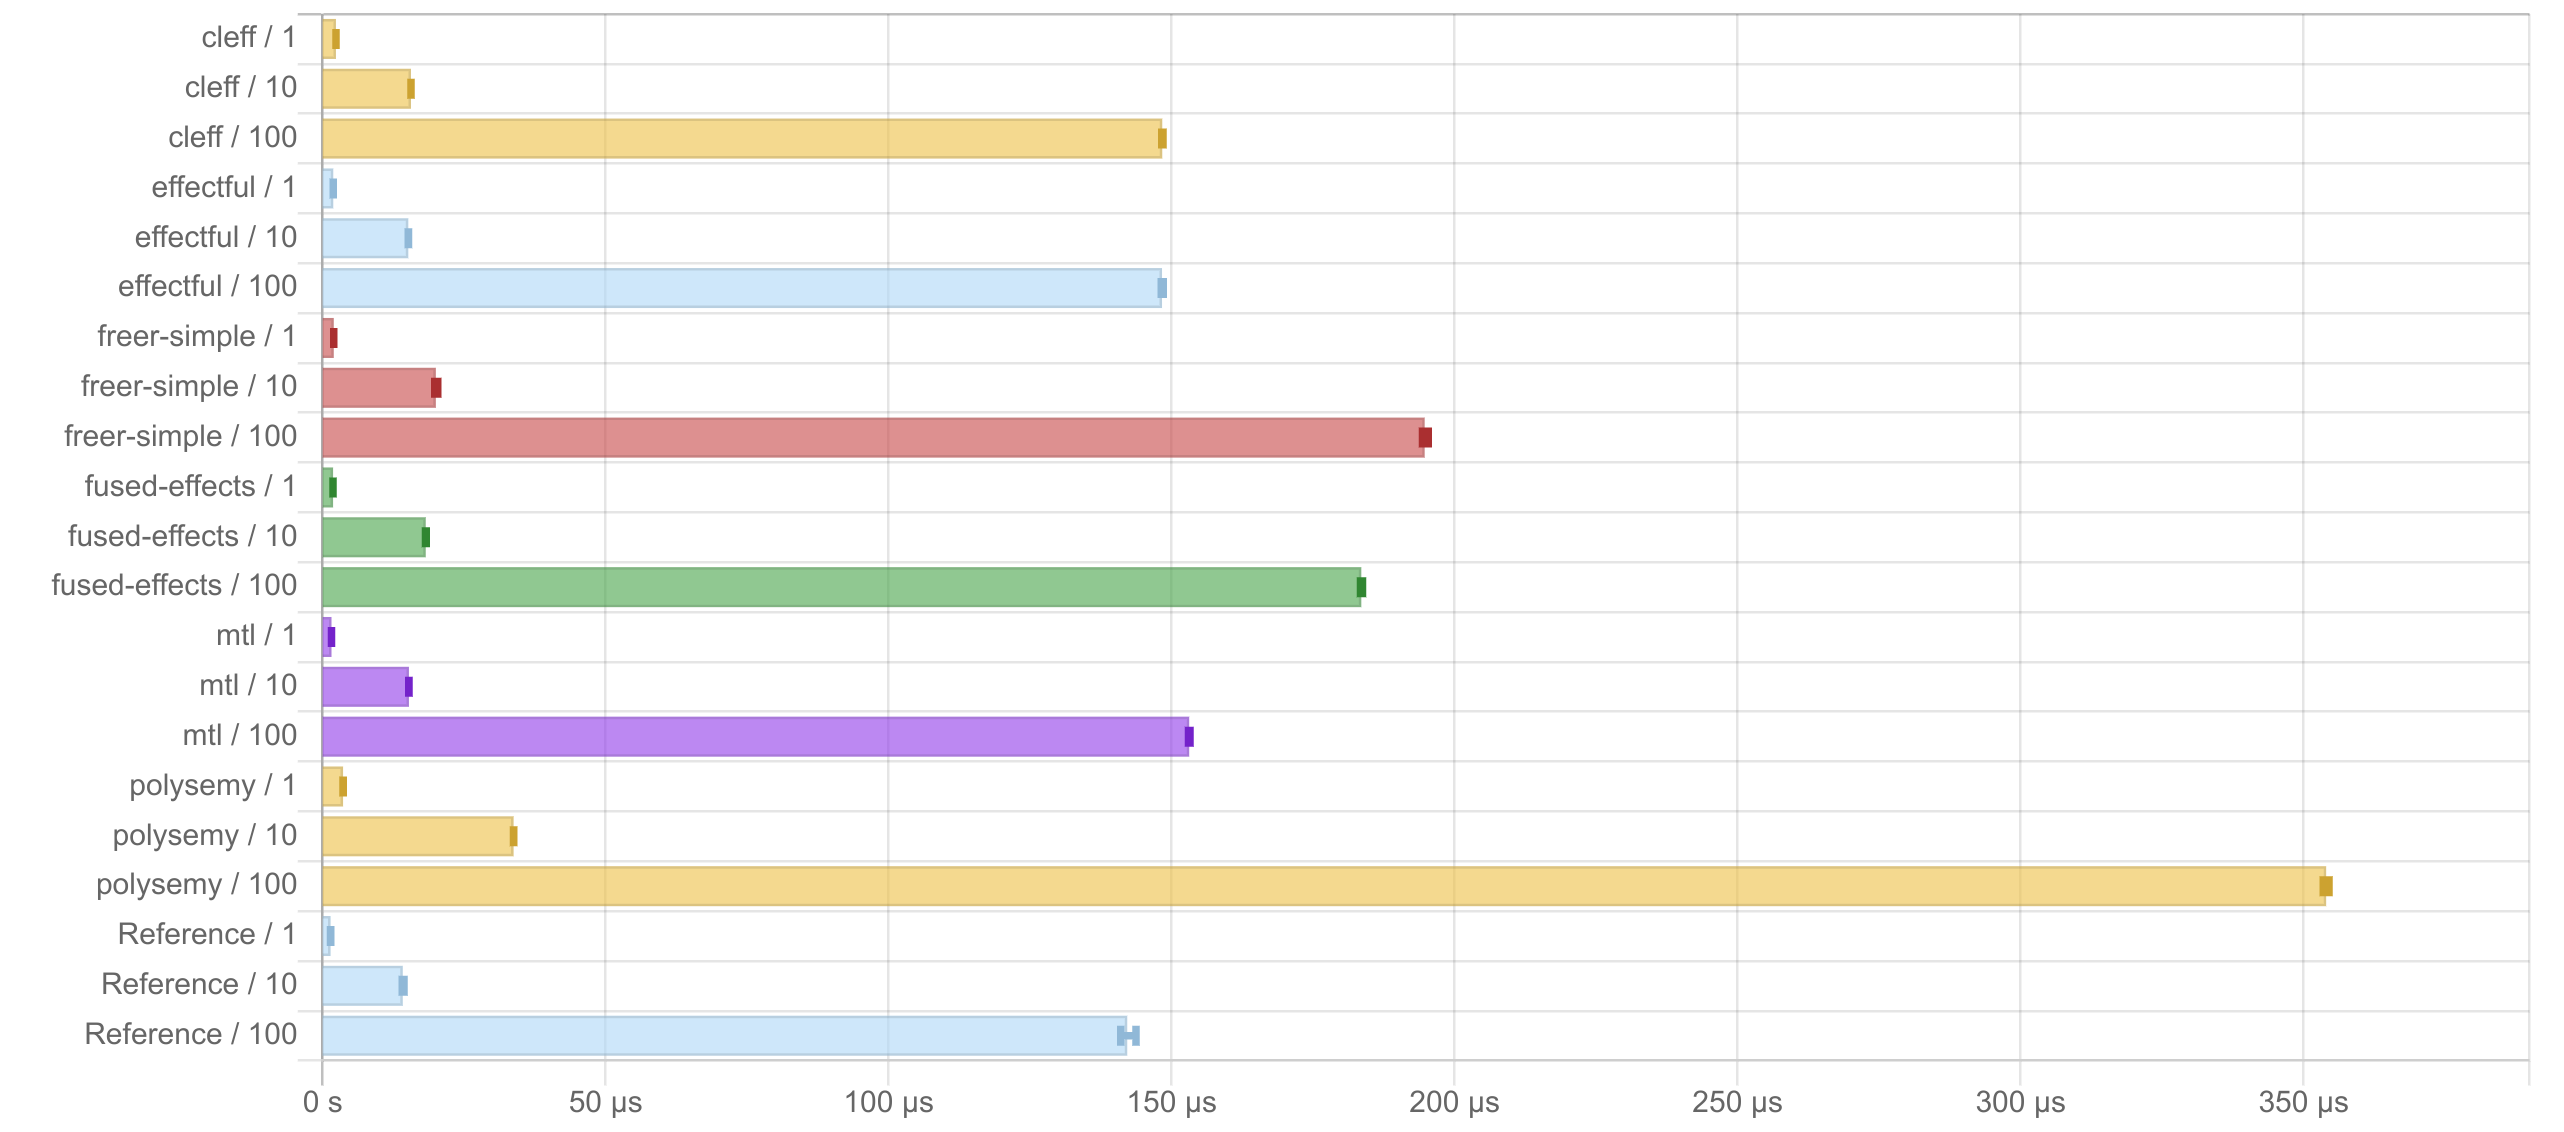 cleff / 1
cleff / 10
cleff / 100
effectful / 1
effectful / 10
effectful / 100
freer-simple / 1
freer-simple / 10
freer-simple / 100
fused-effects / 1
fused-effects / 10
fused-effects / 100
mtl / 1
mtl / 10
mtl / 100
polysemy / 1
polysemy / 10
polysemy / 100
Reference / 1
Reference / 10
Reference / 100
0 s 50 μs 100 μs 150 μs 200 μs 250 μs 300 μs 350 μs